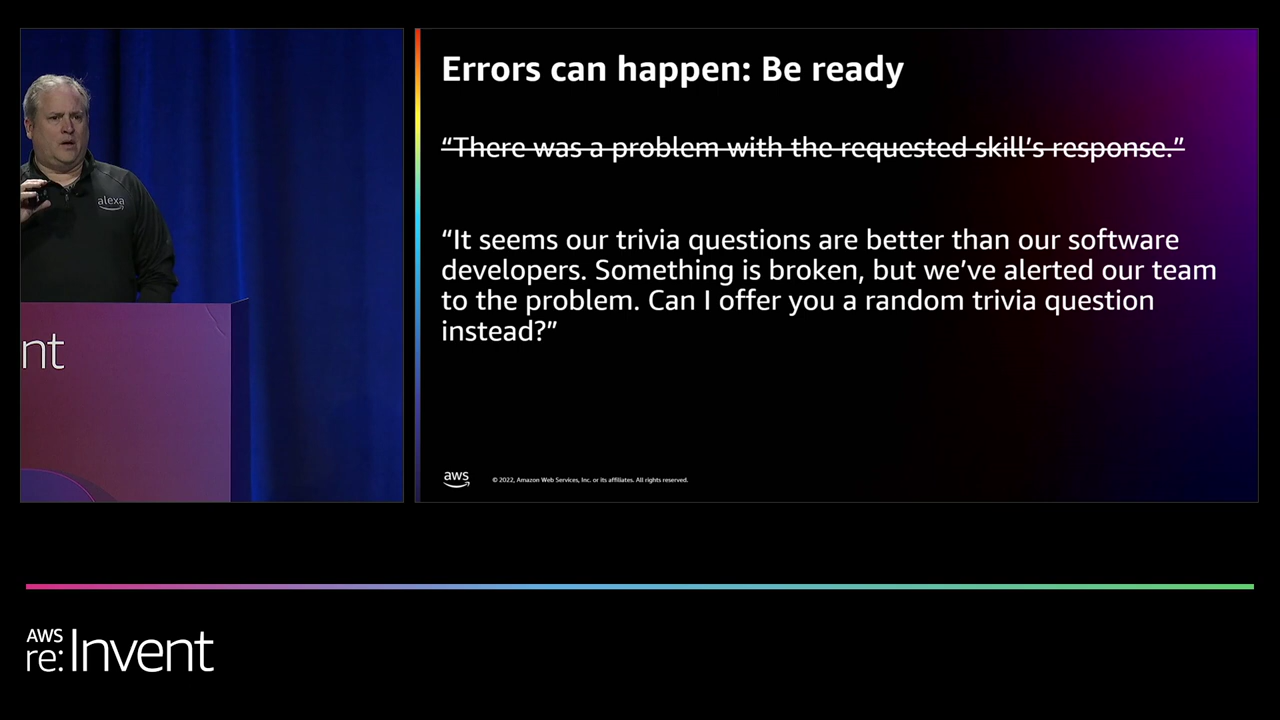 alexa
nt
Errors can happen: Be ready
“There was a problem with the requested skill’s response.”
“It seems our trivia questions are better than our software
developers. Something is broken, but we’ve alerted our team
to the problem. Can I offer you a random trivia question
instead?”
aws
© 2022, Amazon Web Services, Inc. or its affiliates. All rights reserved.
AWS
re:Invent